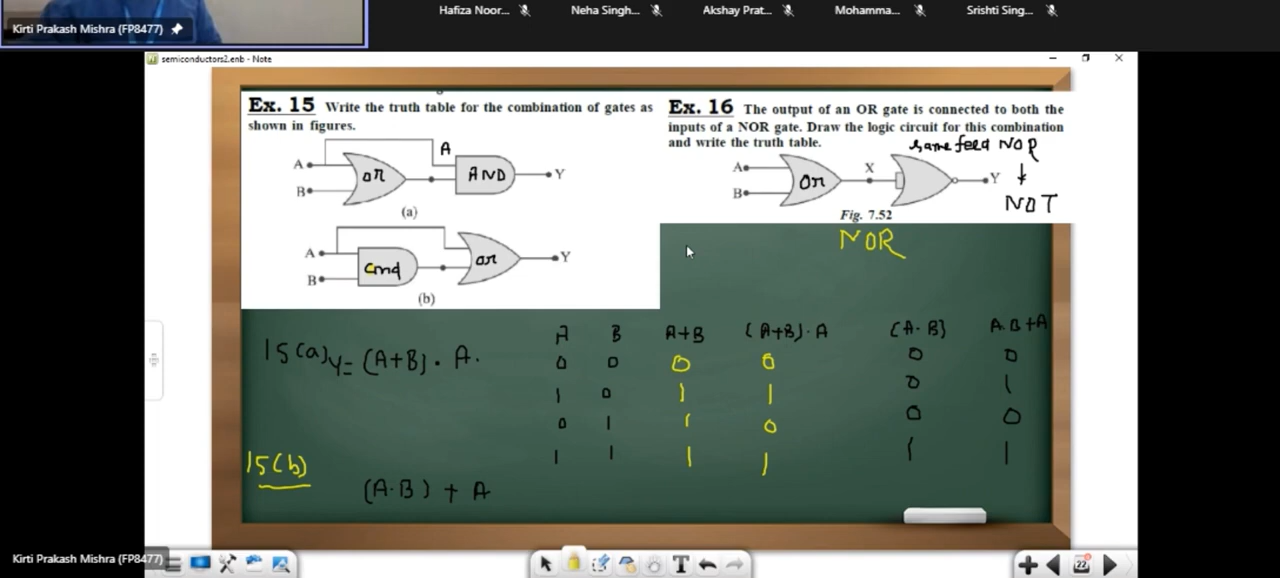 Hafiza Noor... Neha Singh... Akshay Prat... Mohamma... Srishti Sing...
Kirti Prakash Mishra (FP8477)
semiconductors2.enb - Note
Ex. 15 Write the truth table for the combination of gates as
shown in figures.
A
A
or
AND
Y
B
(a)
A
and
or
Y
B
(b)
Ex. 16 The output of an OR gate is connected to both the
inputs of a NOR gate. Draw the logic circuit for this combination
and write the truth table.
same feed NOR
↓
NOT
A
X
or
Y
B
Fig. 7.52
NOR
15(a) Y= (A+B) · A.
15(b)
(A·B) + A
A B A+B (A+B)·A (A·B) A.B+A
0 0 0 0 0 0
1 0 1 1 0 1
0 1 1 0 0 0
1 1 1 1 1 1
Kirti Prakash Mishra (FP8477)
T
22